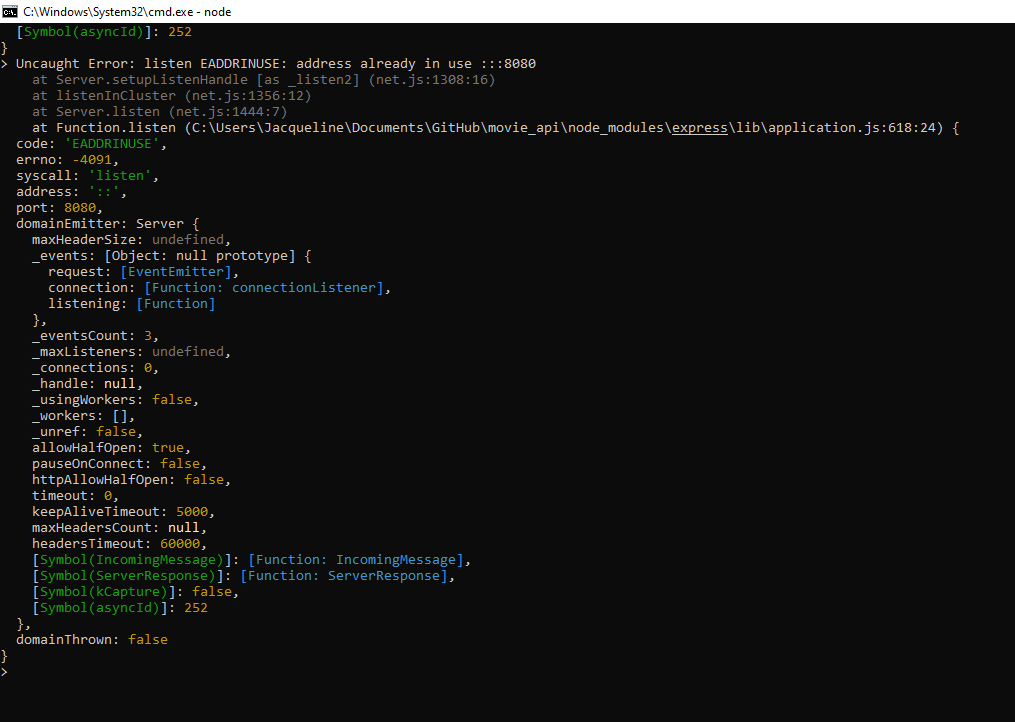 C:\Windows\System32\cmd.exe - node
  [Symbol(asyncId)]: 252
}
> Uncaught Error: listen EADDRINUSE: address already in use :::8080
    at Server.setupListenHandle [as _listen2] (net.js:1308:16)
    at listenInCluster (net.js:1356:12)
    at Server.listen (net.js:1444:7)
    at Function.listen (C:\Users\Jacqueline\Documents\GitHub\movie_api\node_modules\express\lib\application.js:618:24) {
  code: 'EADDRINUSE',
  errno: -4091,
  syscall: 'listen',
  address: '::',
  port: 8080,
  domainEmitter: Server {
    maxHeaderSize: undefined,
    _events: [Object: null prototype] {
      request: [EventEmitter],
      connection: [Function: connectionListener],
      listening: [Function]
    },
    _eventsCount: 3,
    _maxListeners: undefined,
    _connections: 0,
    _handle: null,
    _usingWorkers: false,
    _workers: [],
    _unref: false,
    allowHalfOpen: true,
    pauseOnConnect: false,
    httpAllowHalfOpen: false,
    timeout: 0,
    keepAliveTimeout: 5000,
    maxHeadersCount: null,
    headersTimeout: 60000,
    [Symbol(IncomingMessage)]: [Function: IncomingMessage],
    [Symbol(ServerResponse)]: [Function: ServerResponse],
    [Symbol(kCapture)]: false,
    [Symbol(asyncId)]: 252
  },
  domainThrown: false
}
>